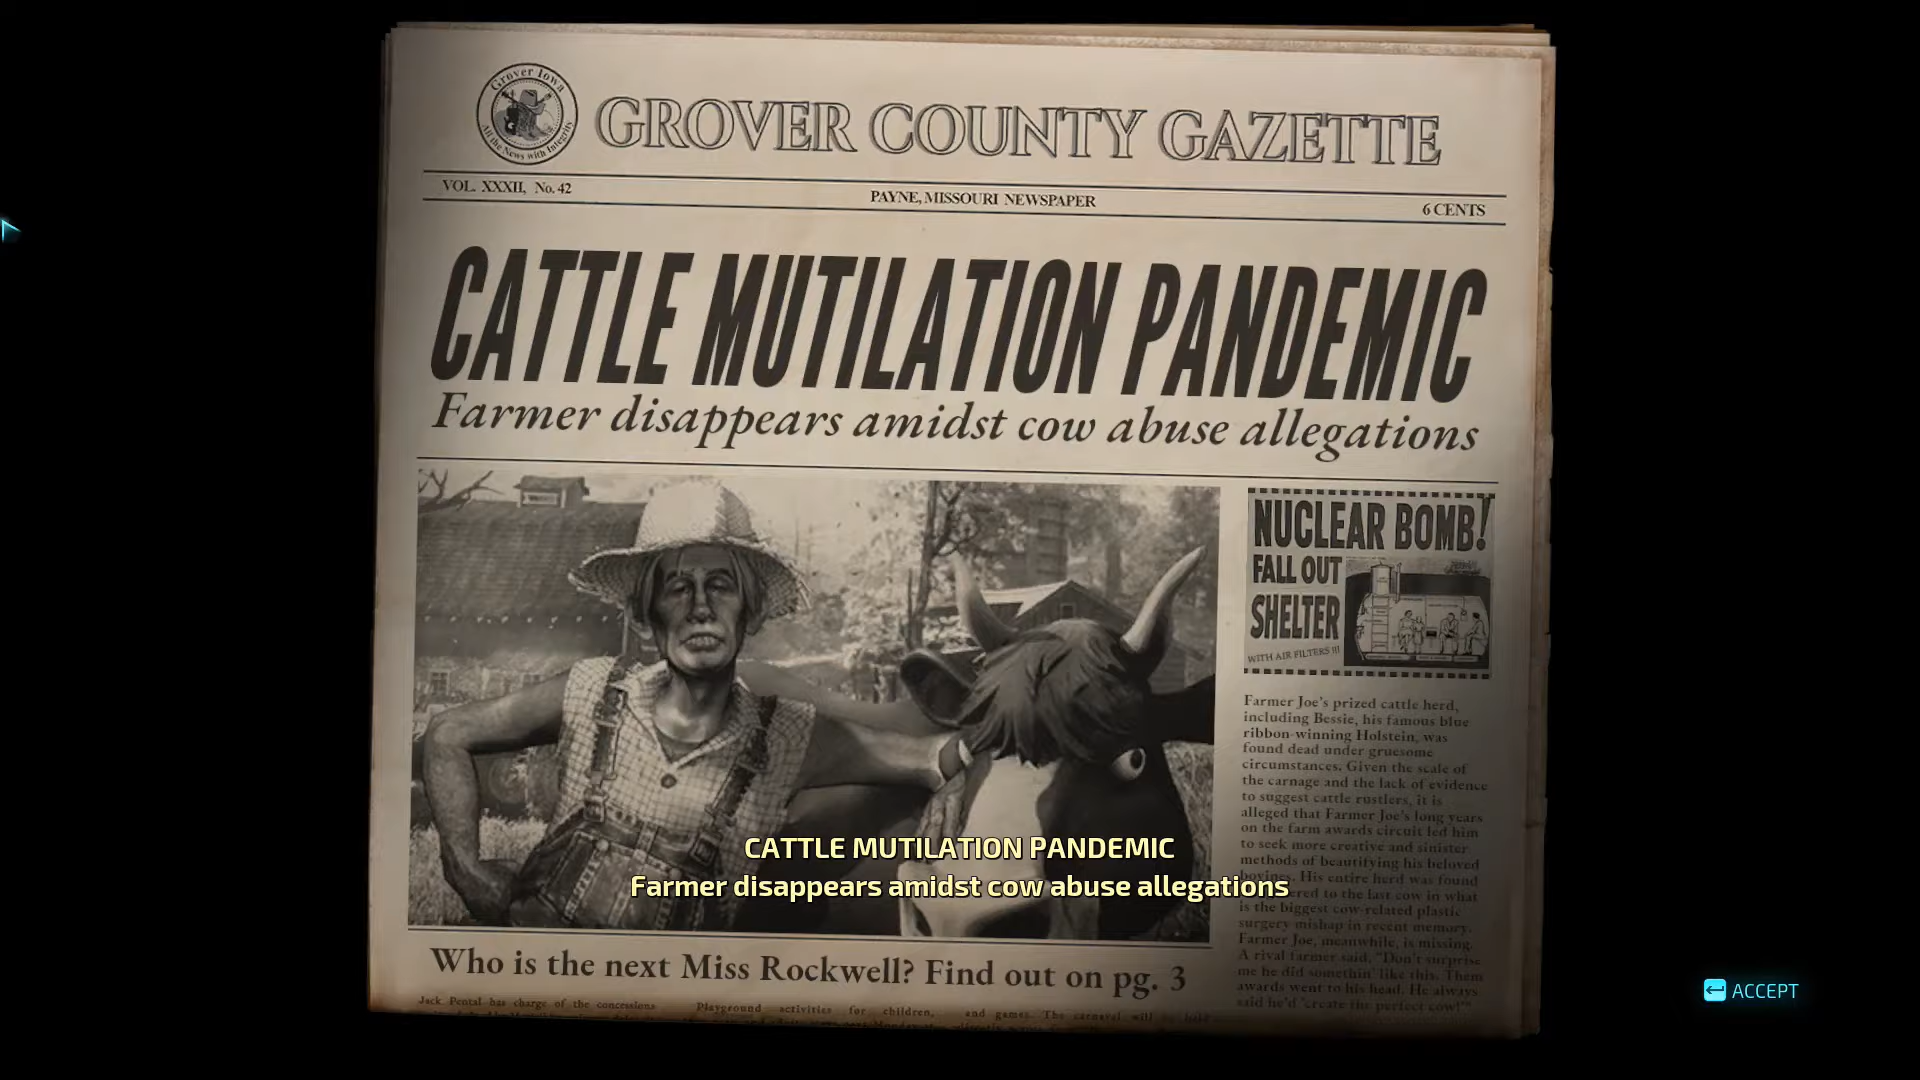 Grover Iowa
All the News with Integrity
GROVER COUNTY GAZETTE
VOL. XXXII, No. 42
PAYNE, MISSOURI NEWSPAPER
6 CENTS
CATTLE MUTILATION PANDEMIC
Farmer disappears amidst cow abuse allegations
NUCLEAR BOMB!
FALL OUT
SHELTER
WITH AIR FILTERS !!!
Farmer Joe's prized cattle herd,
including Bessie, his famous blue
ribbon-winning Holstein, was
found dead under gruesome
circumstances. Given the scale of
the carnage and the lack of evidence
to suggest cattle rustlers, it is
alleged that Farmer Joe's long years
on the farm awards circuit led him
to seek more creative and sinister
methods of beautifying his beloved
bovines. His entire herd was found
to the last cow in what
is the biggest cow-related plastic
surgery mishap in recent memory.
Farmer Joe, meanwhile, is missing.
A rival farmer said, "Don't surprise
me he did somethin' like this. Them
awards went to his head. He always
said he'd "create the perfect cow!""
CATTLE MUTILATION PANDEMIC
Farmer disappears amidst cow abuse allegations
Who is the next Miss Rockwell? Find out on pg. 3
Jack Pental has charge of the concessions
Playground activities for children,
and games. The carnaval will be held
ACCEPT